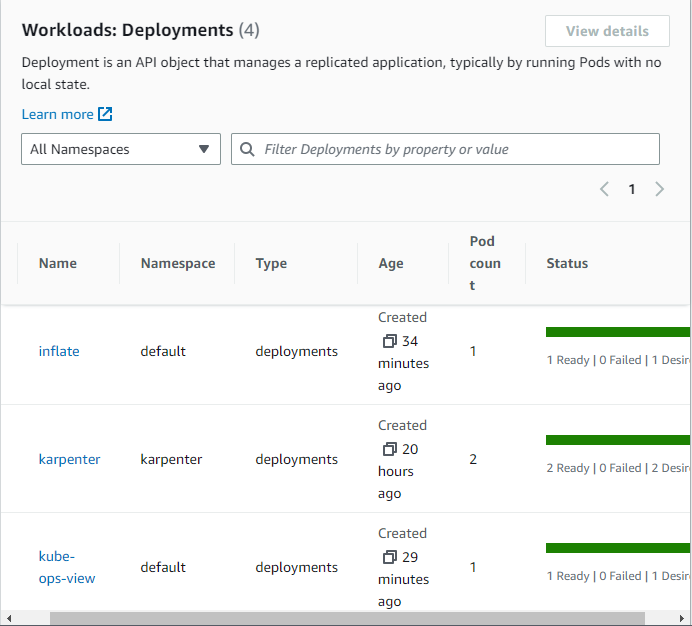 Workloads: Deployments (4)
View details
Deployment is an API object that manages a replicated application, typically by running Pods with no
local state.
Learn more
All Namespaces
Filter Deployments by property or value
1
Name
Namespace
Type
Age
Pod
coun
t
Status
inflate
default
deployments
Created
34
minutes
ago
1
1 Ready | 0 Failed | 1 Desir
karpenter
karpenter
deployments
Created
20
hours
ago
2
2 Ready | 0 Failed | 2 Desir
kube-
ops-view
default
deployments
Created
29
minutes
ago
1
1 Ready | 0 Failed | 1 Desir